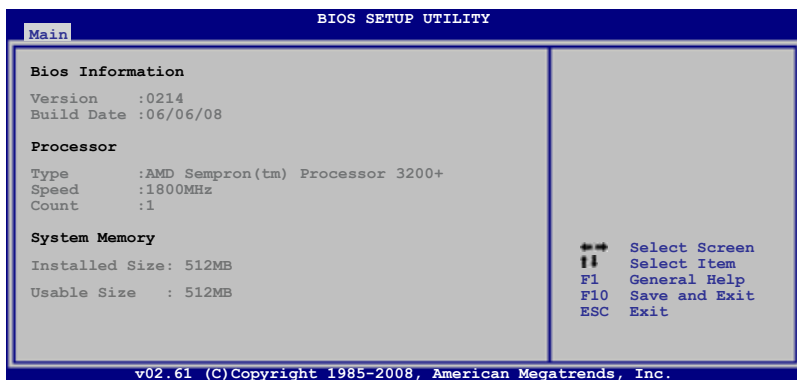 BIOS SETUP UTILITY
Main
Bios Information
Version :0214
Build Date :06/06/08
Processor
Type :AMD Sempron(tm) Processor 3200+
Speed :1800MHz
Count :1
System Memory
Installed Size: 512MB
Usable Size : 512MB
Select Screen
Select Item
F1 General Help
F10 Save and Exit
ESC Exit
v02.61 (C)Copyright 1985-2008, American Megatrends, Inc.